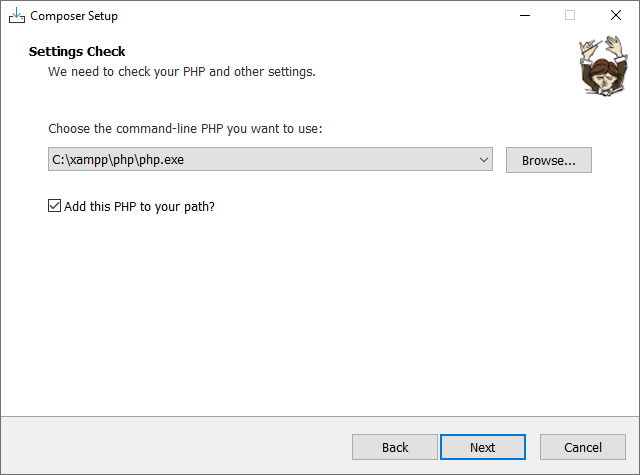 Composer Setup
Settings Check
We need to check your PHP and other settings.
Choose the command-line PHP you want to use:
C:\xampp\php\php.exe
Browse...
Add this PHP to your path?
Back
Next
Cancel